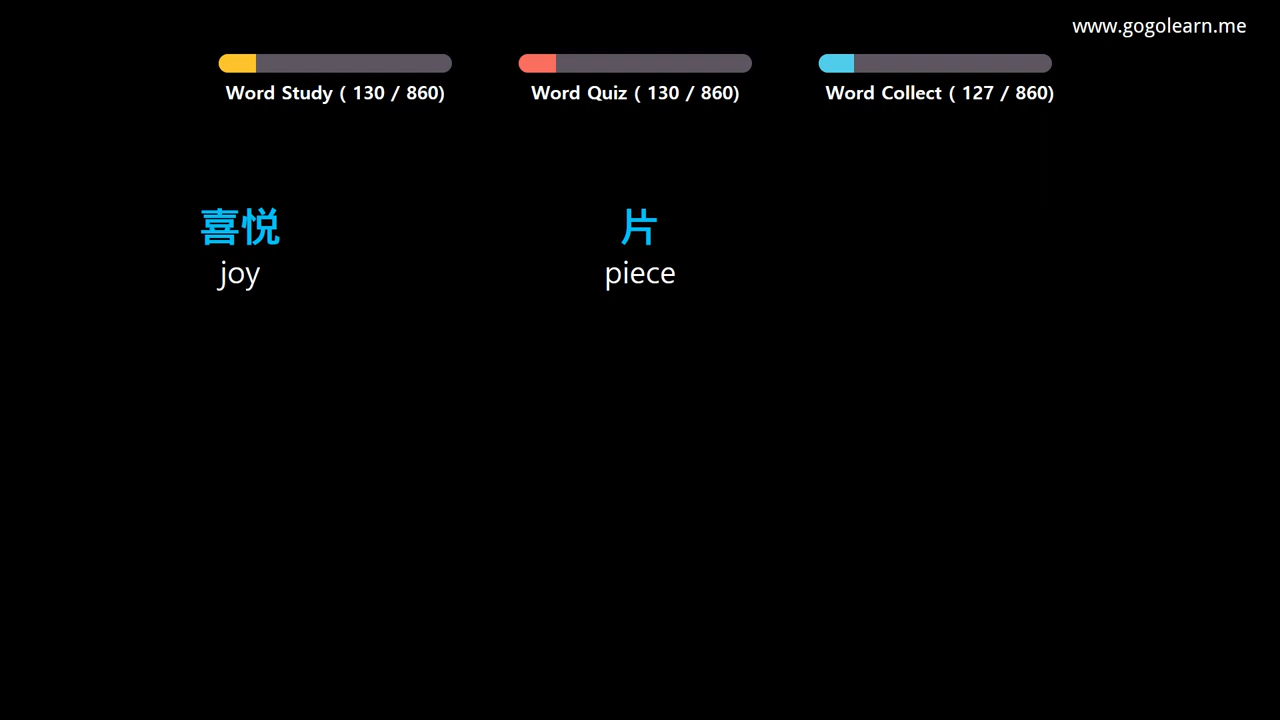 www.gogolearn.me
Word Study ( 130 / 860)
Word Quiz ( 130 / 860)
Word Collect ( 127 / 860)
喜悦
片
joy
piece